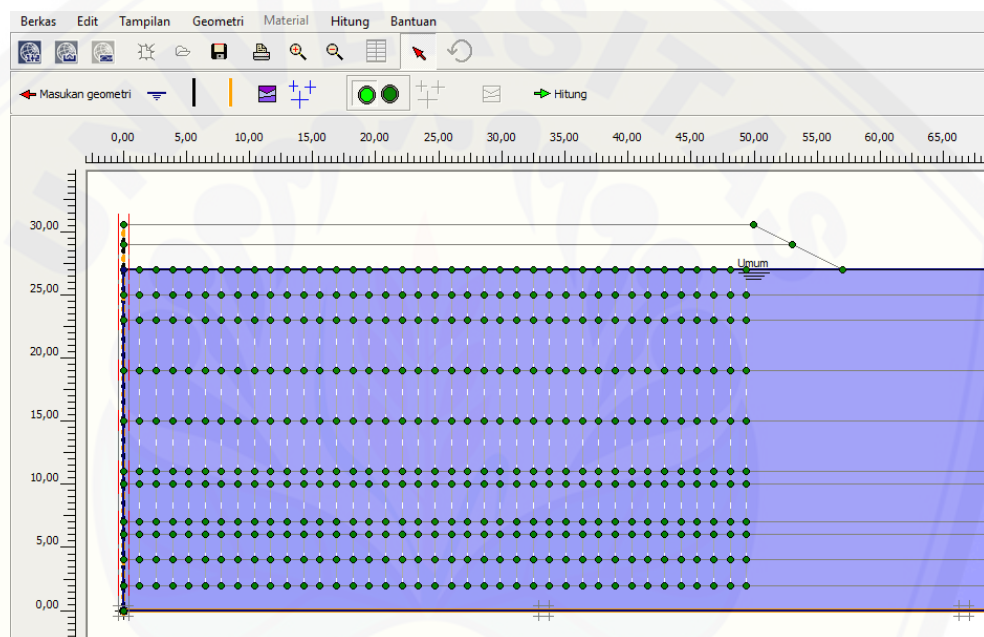 Berkas Edit Tampilan Geometri Material Hitung Bantuan
Masukan geometri Hitung
0,00 5,00 10,00 15,00 20,00 25,00 30,00 35,00 40,00 45,00 50,00 55,00 60,00 65,00
30,00
Umum
25,00
20,00
15,00
10,00
5,00
0,00
UNIVERSITAS